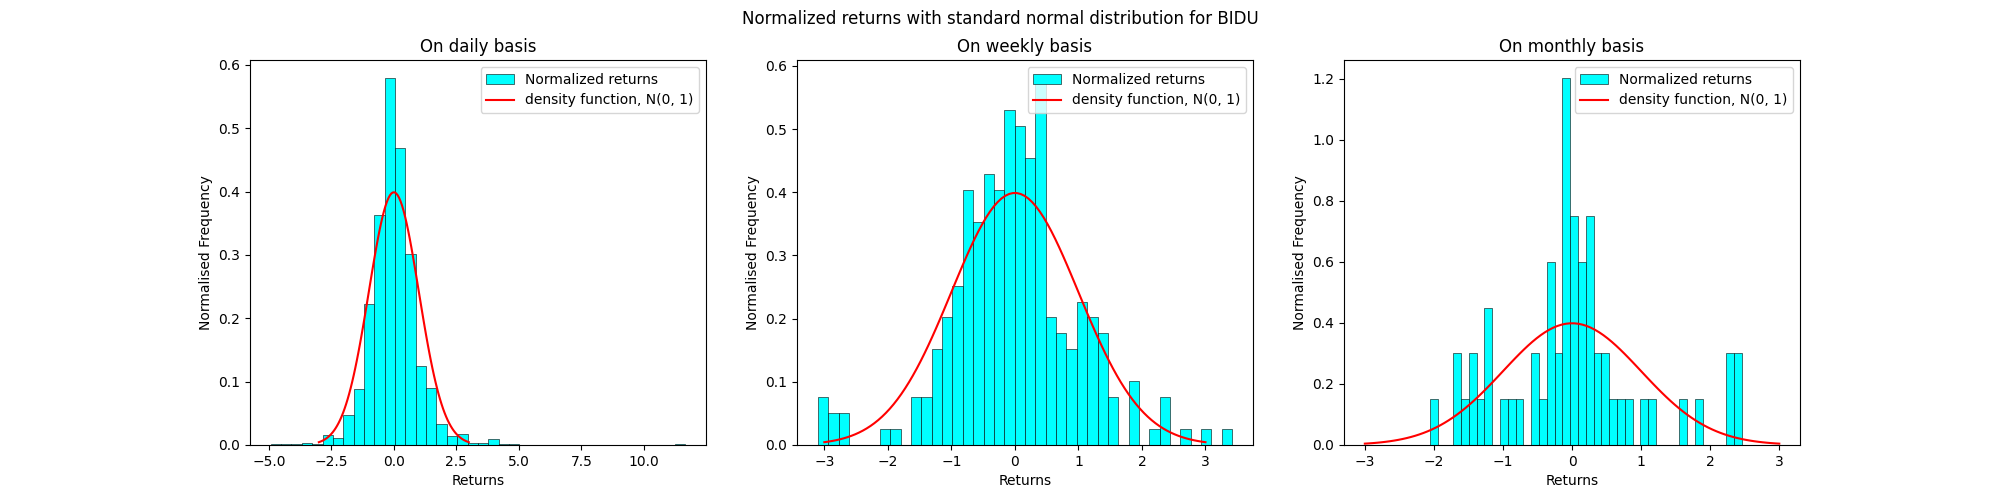 Normalized returns with standard normal distribution for BIDU
On daily basis
Normalized returns
density function, N(0, 1)
Normalised Frequency
0.6
0.5
0.4
0.3
0.2
0.1
0.0
−5.0 −2.5 0.0 2.5 5.0 7.5 10.0
Returns
On weekly basis
Normalized returns
density function, N(0, 1)
Normalised Frequency
0.6
0.5
0.4
0.3
0.2
0.1
0.0
−3 −2 −1 0 1 2 3
Returns
On monthly basis
Normalized returns
density function, N(0, 1)
Normalised Frequency
1.2
1.0
0.8
0.6
0.4
0.2
0.0
−3 −2 −1 0 1 2 3
Returns